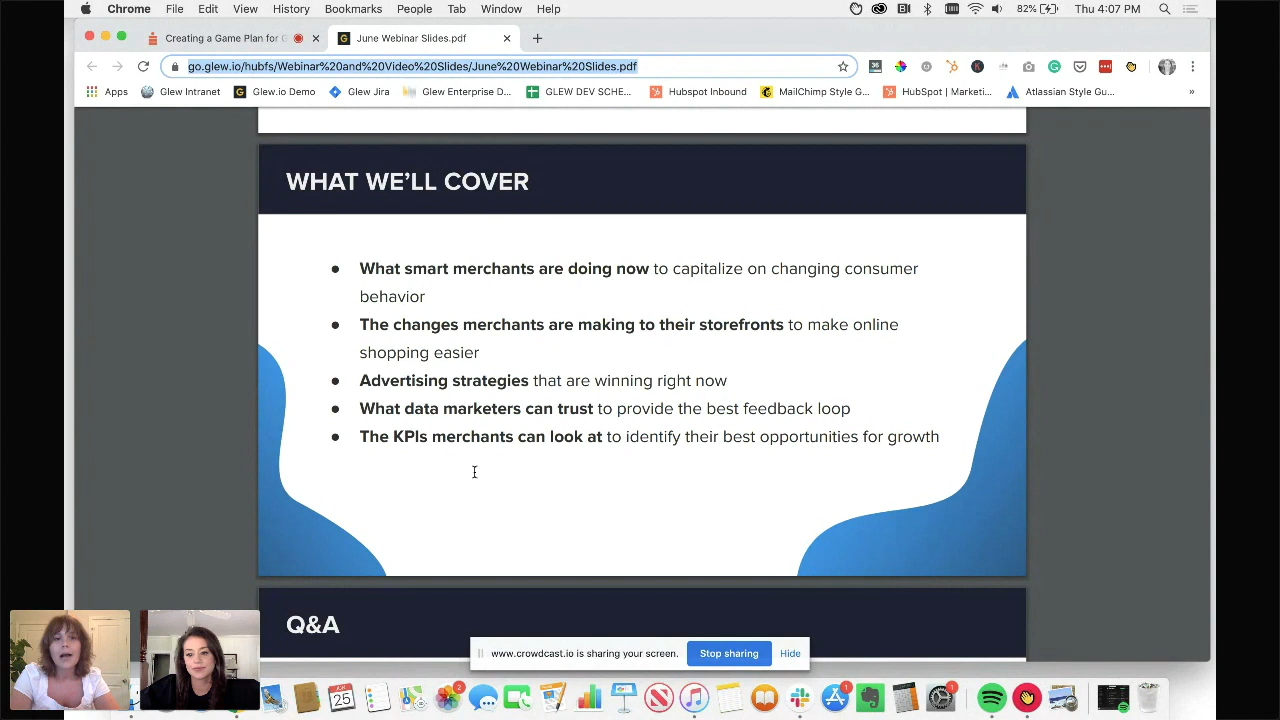 Chrome File Edit View History Bookmarks People Tab Window Help 82% Thu 4:07 PM
Creating a Game Plan for G June Webinar Slides.pdf
go.glew.io/hubfs/Webinar%20and%20Video%20Slides/June%20Webinar%20Slides.pdf
Apps Glew Intranet Glew.io Demo Glew Jira Glew Enterprise D... GLEW DEV SCHE... Hubspot Inbound MailChimp Style G... HubSpot | Marketi... Atlassian Style Gu... »
WHAT WE'LL COVER
● What smart merchants are doing now to capitalize on changing consumer
behavior
● The changes merchants are making to their storefronts to make online
shopping easier
● Advertising strategies that are winning right now
● What data marketers can trust to provide the best feedback loop
● The KPIs merchants can look at to identify their best opportunities for growth
Q&A
www.crowdcast.io is sharing your screen. Stop sharing Hide
JUN
25